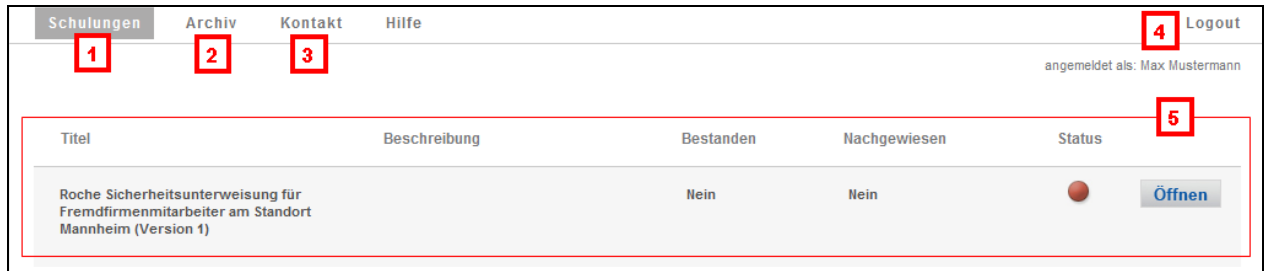 Schulungen Archiv Kontakt Hilfe Logout
1 2 3 4
angemeldet als: Max Mustermann
5
Titel Beschreibung Bestanden Nachgewiesen Status
Roche Sicherheitsunterweisung für Nein Nein Öffnen
Fremdfirmenmitarbeiter am Standort
Mannheim (Version 1)